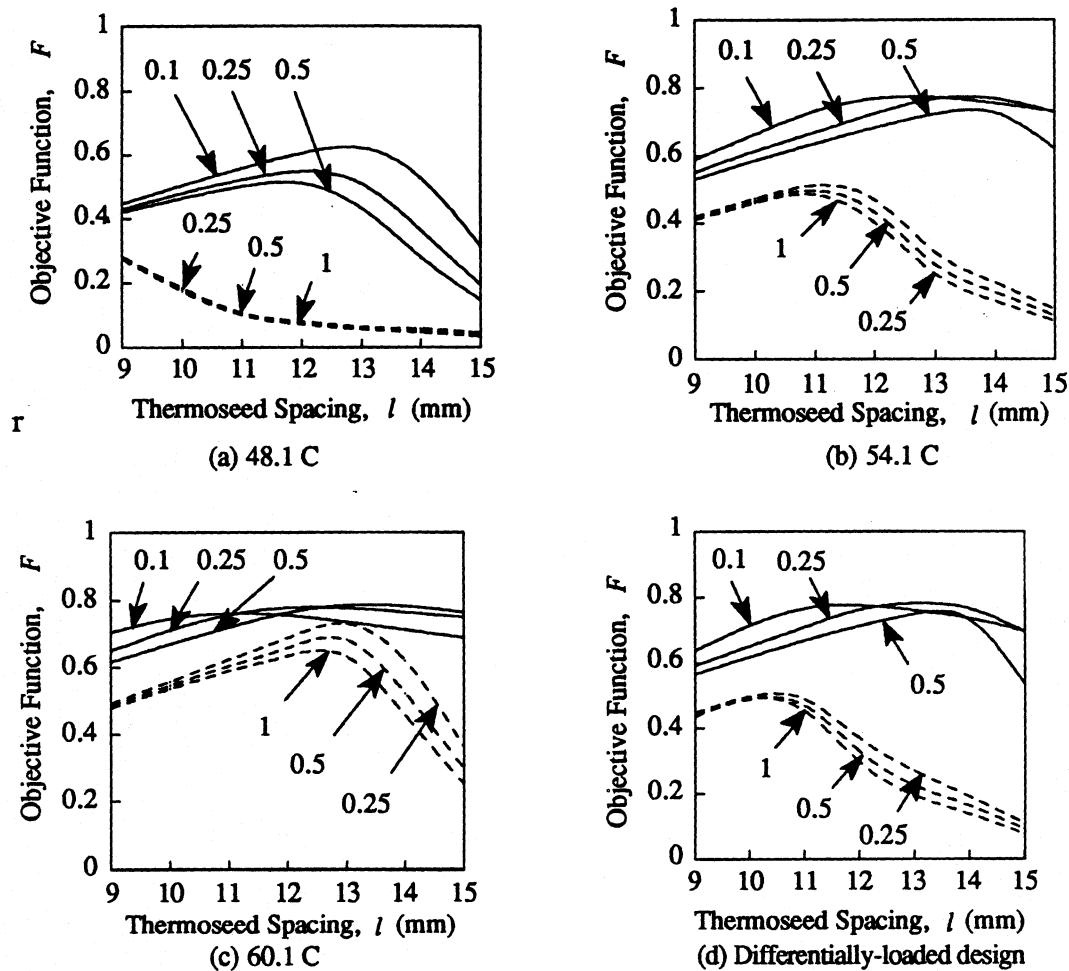 Objective Function, F
1
0.8
0.6
0.4
0.2
0
0.1 0.25 0.5
0.25
0.5
1
9 10 11 12 13 14 15
Thermoseed Spacing, l (mm)
r
(a) 48.1 C
Objective Function, F
1
0.8
0.6
0.4
0.2
0
0.1 0.25 0.5
1
0.5
0.25
9 10 11 12 13 14 15
Thermoseed Spacing, l (mm)
(b) 54.1 C
Objective Function, F
1
0.8
0.6
0.4
0.2
0
0.1 0.25 0.5
1
0.5
0.25
9 10 11 12 13 14 15
Thermoseed Spacing, l (mm)
(c) 60.1 C
Objective Function, F
1
0.8
0.6
0.4
0.2
0
0.1 0.25
0.5
1
0.5
0.25
9 10 11 12 13 14 15
Thermoseed Spacing, l (mm)
(d) Differentially-loaded design